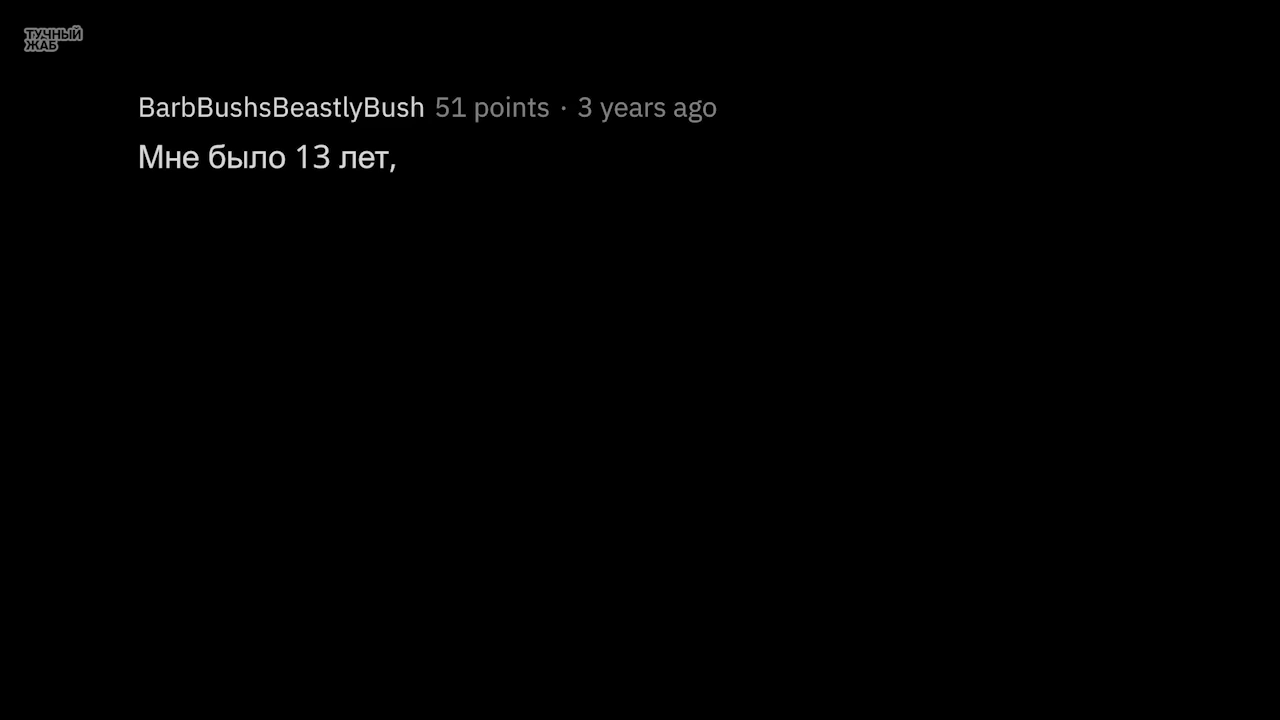 ТУЧНЫЙ
ЖАБ
BarbBushsBeastlyBush 51 points · 3 years ago
Мне было 13 лет,